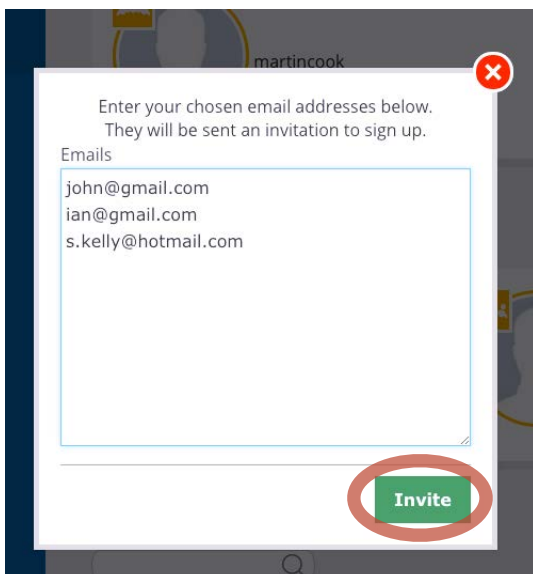 martincook
Enter your chosen email addresses below.
They will be sent an invitation to sign up.
Emails
john@gmail.com
ian@gmail.com
s.kelly@hotmail.com
Invite